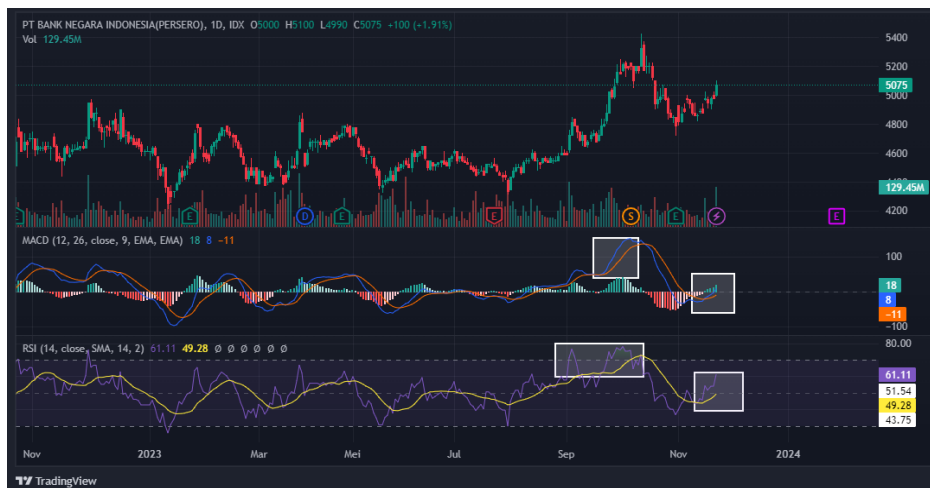 PT BANK NEGARA INDONESIA(PERSERO), 1D, IDX O5000 H5100 L4990 C5075 +100 (+1.91%)
Vol 129.45M
5400
5200
5075
5000
4800
4600
4400
129.45M
4200
E E D E E S E E
MACD (12, 26, close, 9, EMA, EMA) 18 8 −11
100
18
8
−11
−100
RSI (14, close, SMA, 14, 2) 61.11 49.28 Ø Ø Ø Ø Ø Ø
80.00
61.11
51.54
49.28
43.75
Nov 2023 Mar Mei Jul Sep Nov 2024
TradingView